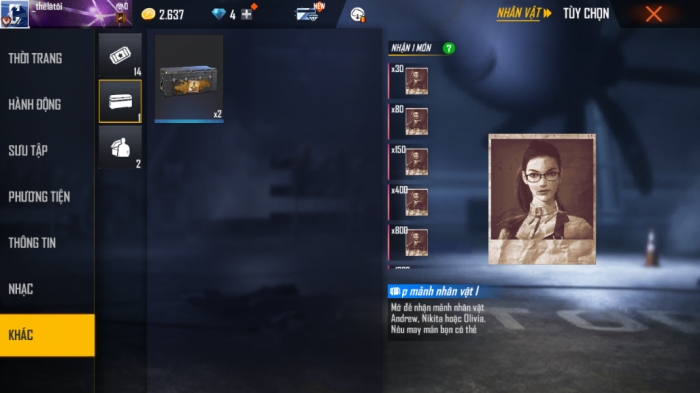 thelatôi
2.637
4
NEW
NHÂN VẬT
TÙY CHỌN
THỜI TRANG
HÀNH ĐỘNG
SƯU TẬP
PHƯƠNG TIỆN
THÔNG TIN
NHẠC
KHÁC
14
1
2
x2
NHẬN 1 MÓN 7
x30
x80
x150
x400
x800
p mảnh nhân vật
Mở để nhận mảnh nhân vật
Andrew, Nikita hoặc Olivia.
Nếu may mắn bạn có thể